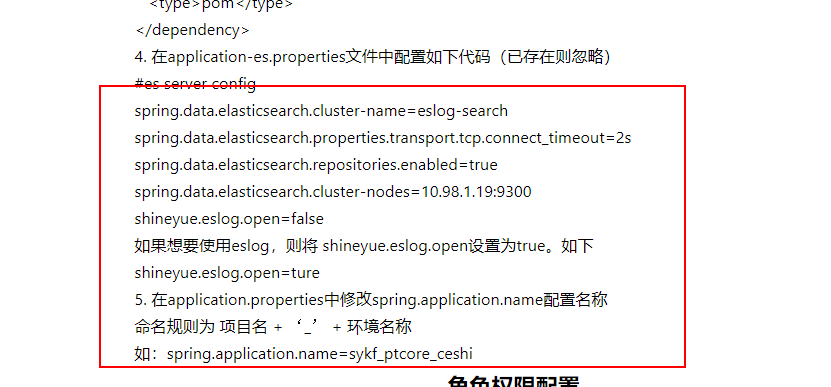 <type>pom</type>
</dependency>
4. 在application-es.properties文件中配置如下代码（已存在则忽略）
#es server config
spring.data.elasticsearch.cluster-name=eslog-search
spring.data.elasticsearch.properties.transport.tcp.connect_timeout=2s
spring.data.elasticsearch.repositories.enabled=true
spring.data.elasticsearch.cluster-nodes=10.98.1.19:9300
shineyue.eslog.open=false
如果想要使用eslog，则将 shineyue.eslog.open设置为true。如下
shineyue.eslog.open=ture
5. 在application.properties中修改spring.application.name配置名称
命名规则为 项目名 + ‘_’ + 环境名称
如：spring.application.name=sykf_ptcore_ceshi
角色权限配置